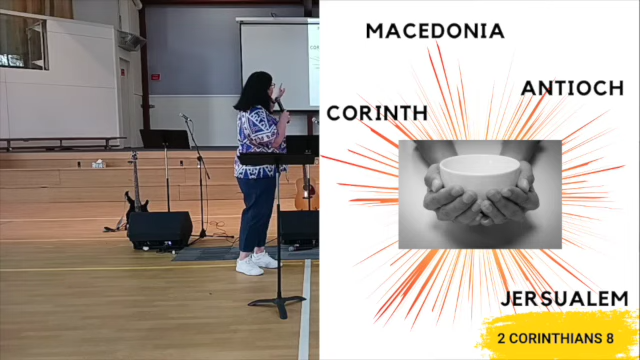 MACEDONIA
ANTIOCH
CORINTH
JERSUALEM
2 CORINTHIANS 8